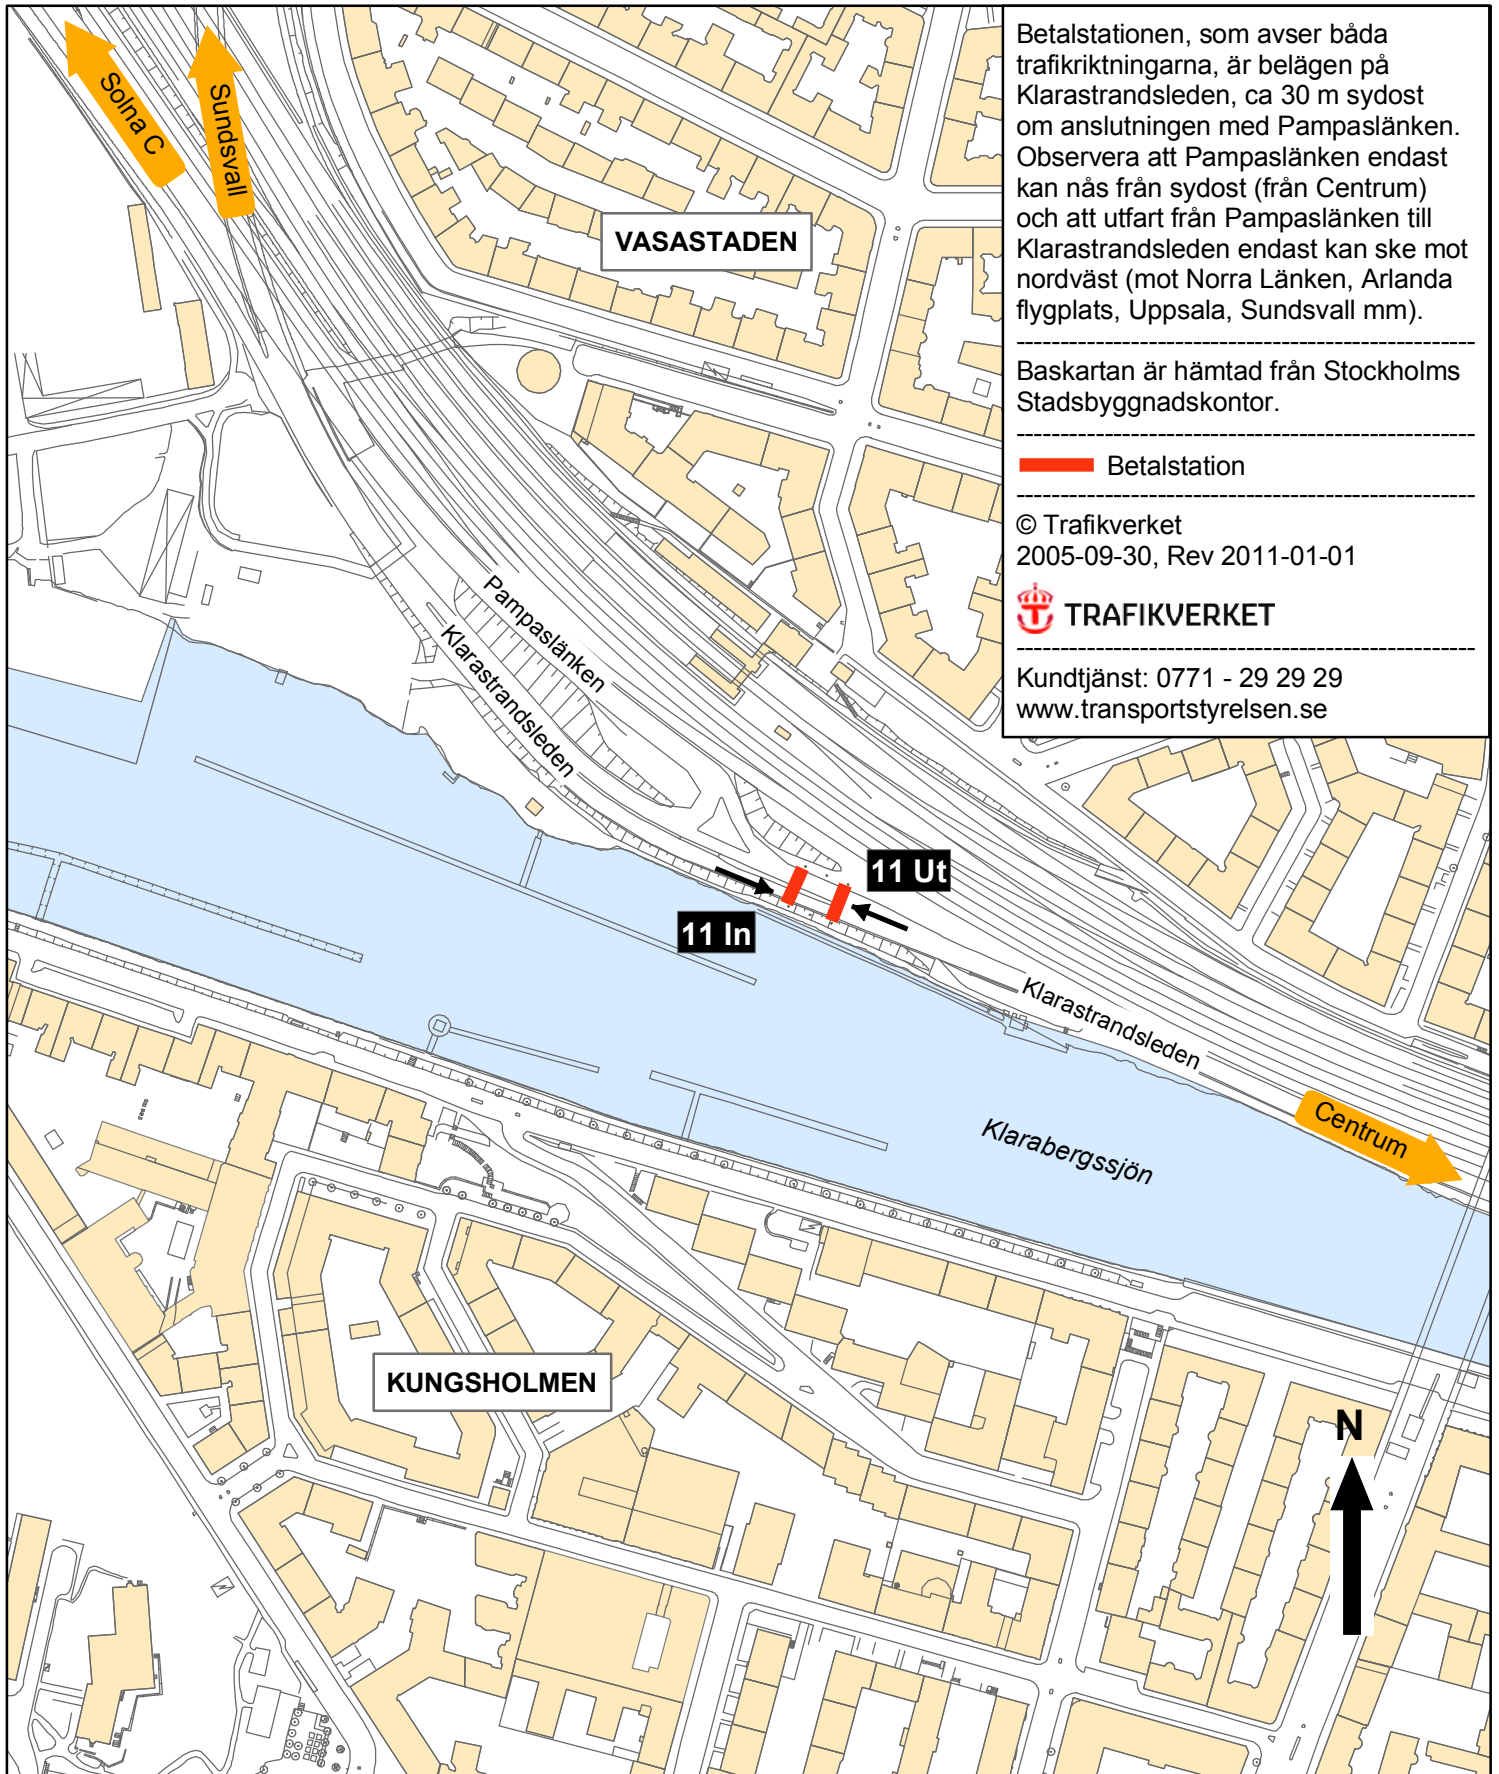 Solna C
Sundsvall
VASASTADEN
Betalstationen, som avser båda
trafikriktningarna, är belägen på
Klarastrandsleden, ca 30 m sydost
om anslutningen med Pampaslänken.
Observera att Pampaslänken endast
kan nås från sydost (från Centrum)
och att utfart från Pampaslänken till
Klarastrandsleden endast kan ske mot
nordväst (mot Norra Länken, Arlanda
flygplats, Uppsala, Sundsvall mm).
Baskartan är hämtad från Stockholms
Stadsbyggnadskontor.
Betalstation
© Trafikverket
2005-09-30, Rev 2011-01-01
TRAFIKVERKET
Kundtjänst: 0771 - 29 29 29
www.transportstyrelsen.se
Pampaslänken
Klarastrandsleden
11 Ut
11 In
Klarastrandsleden
Centrum
Klarabergssjön
KUNGSHOLMEN
N